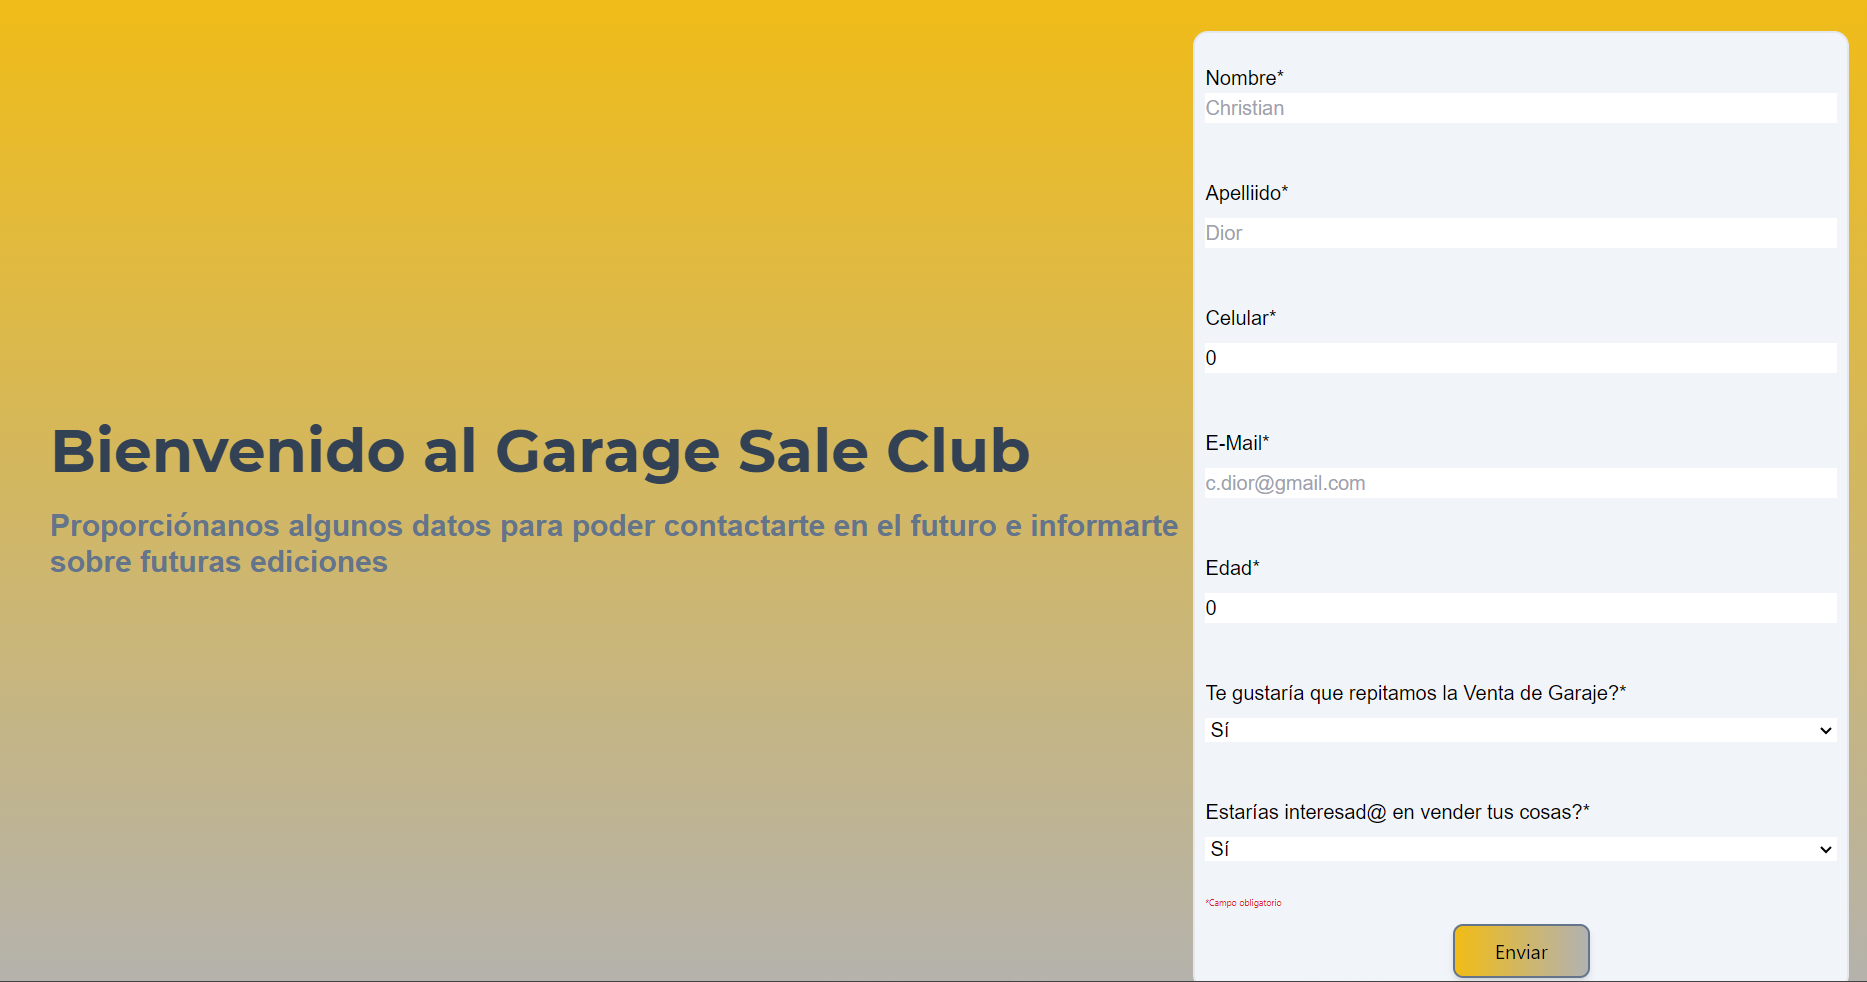 Bienvenido al Garage Sale Club
Proporciónanos algunos datos para poder contactarte en el futuro e informarte
sobre futuras ediciones
Nombre*
Christian
Apelliido*
Dior
Celular*
0
E-Mail*
c.dior@gmail.com
Edad*
0
Te gustaría que repitamos la Venta de Garaje?*
Sí
Estarías interesad@ en vender tus cosas?*
Sí
*Campo obligatorio
Enviar